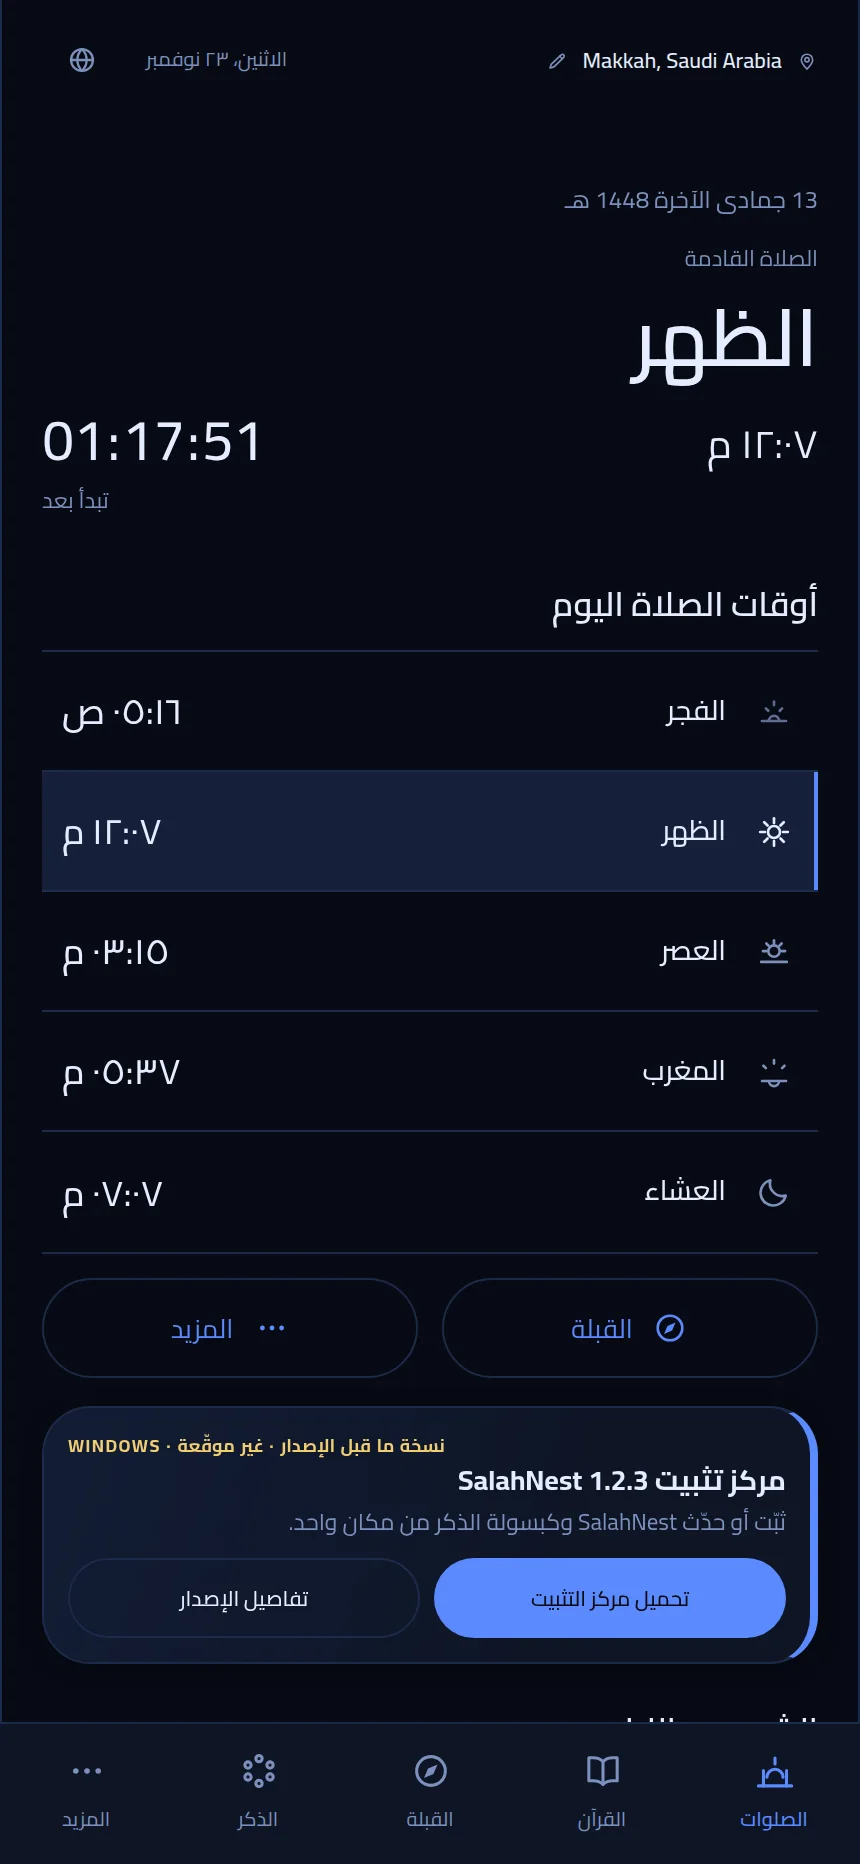 Makkah, Saudi Arabia
الاثنين، ٢٣ نوفمبر
13 جمادى الآخرة 1448 هـ
الصلاة القادمة
الظهر
١٢:٠٧ م
01:17:51
تبدأ بعد
أوقات الصلاة اليوم
الفجر ٠٥:١٦ ص
الظهر ١٢:٠٧ م
العصر ٠٣:١٥ م
المغرب ٠٥:٣٧ م
العشاء ٠٧:٠٧ م
القبلة
المزيد
نسخة ما قبل الإصدار · غير موقّعة · WINDOWS
مركز تثبيت SalahNest 1.2.3
ثبّت أو حدّث SalahNest وكبسولة الذكر من مكان واحد.
تحميل مركز التثبيت
تفاصيل الإصدار
الصلوات
القرآن
القبلة
الذكر
المزيد